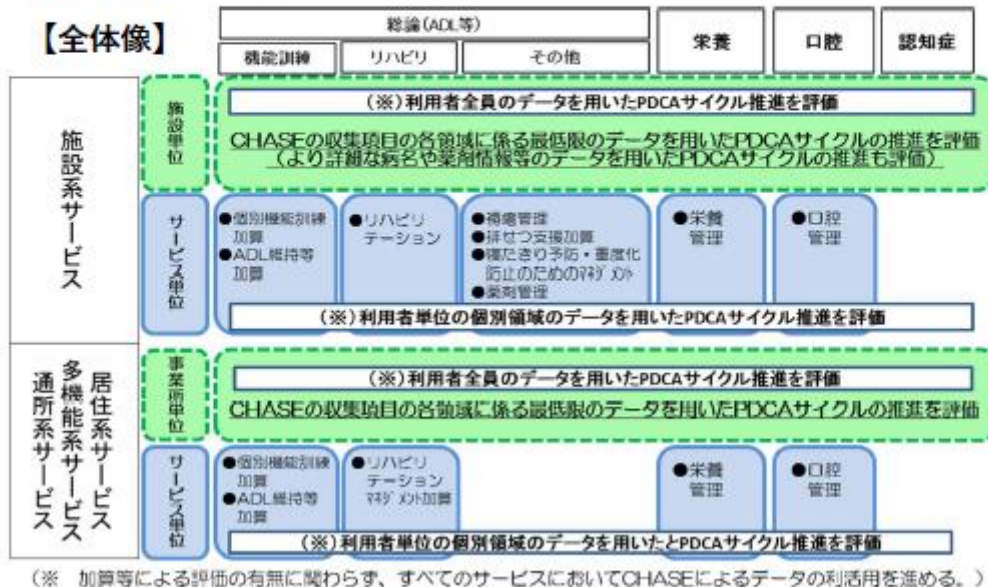 【全体像】
総論(ADL等)
栄養
口腔
認知症
機能訓練
リハビリ
その他
施設系サービス
施設単位
(※)利用者全員のデータを用いたPDCAサイクル推進を評価
CHASEの収集項目の各領域に係る最低限のデータを用いたPDCAサイクルの推進を評価
(より詳細な病名や薬剤情報等のデータを用いたPDCAサイクルの推進も評価)
サービス単位
●個別機能訓練
加算
●ADL維持等
加算
●リハビリ
テーション
●褥瘡管理
●排せつ支援加算
●寝たきり予防・重度化
防止のためのマネジメント
●薬剤管理
●栄養
管理
●口腔
管理
(※)利用者単位の個別領域のデータを用いたPDCAサイクル推進を評価
居住系サービス
多機能系サービス
通所系サービス
事業所単位
(※)利用者全員のデータを用いたPDCAサイクル推進を評価
CHASEの収集項目の各領域に係る最低限のデータを用いたPDCAサイクルの推進を評価
サービス単位
●個別機能訓練
加算
●ADL維持等
加算
●リハビリ
テーション
マネジメント加算
●栄養
管理
●口腔
管理
(※)利用者単位の個別領域のデータを用いたとPDCAサイクル推進を評価
(※ 加算等による評価の有無に関わらず、すべてのサービスにおいてCHASEによるデータの利活用を進める。)